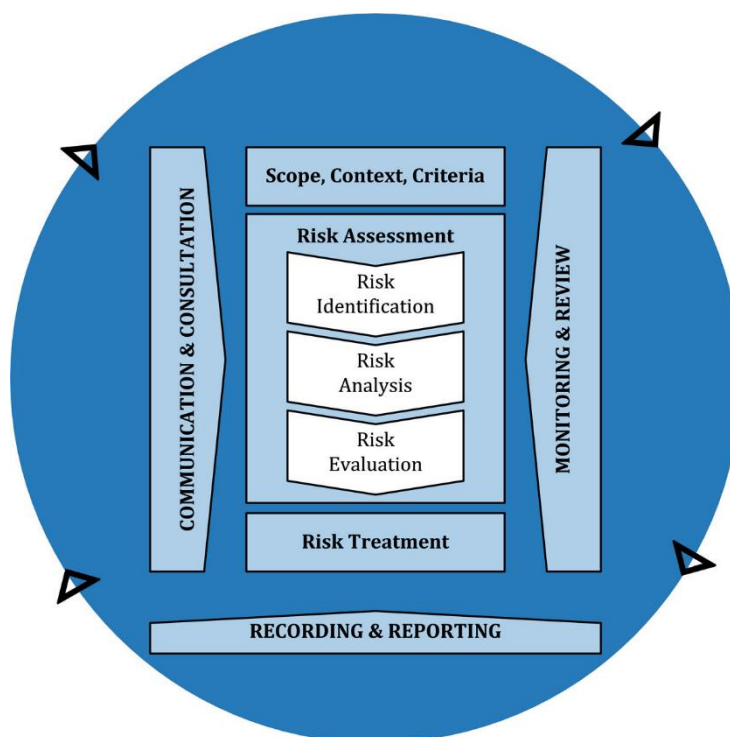 Scope, Context, Criteria
Risk Assessment
Risk
Identification
Risk
Analysis
Risk
Evaluation
Risk Treatment
COMMUNICATION & CONSULTATION
MONITORING & REVIEW
RECORDING & REPORTING